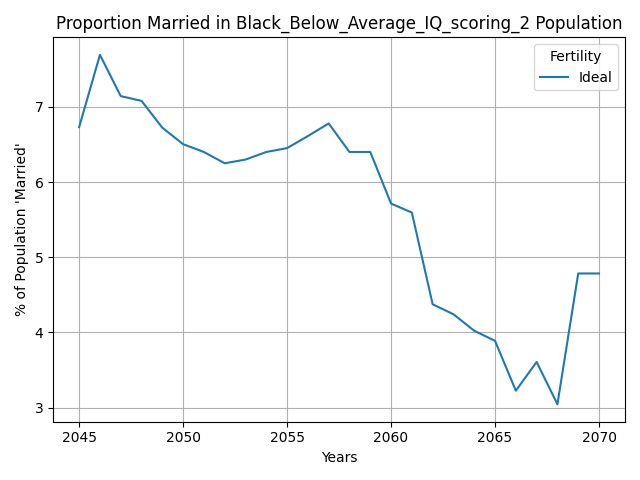 Proportion Married in Black_Below_Average_IQ_scoring_2 Population
Fertility
Ideal
% of Population 'Married'
7
6
5
4
3
2045 2050 2055 2060 2065 2070
Years